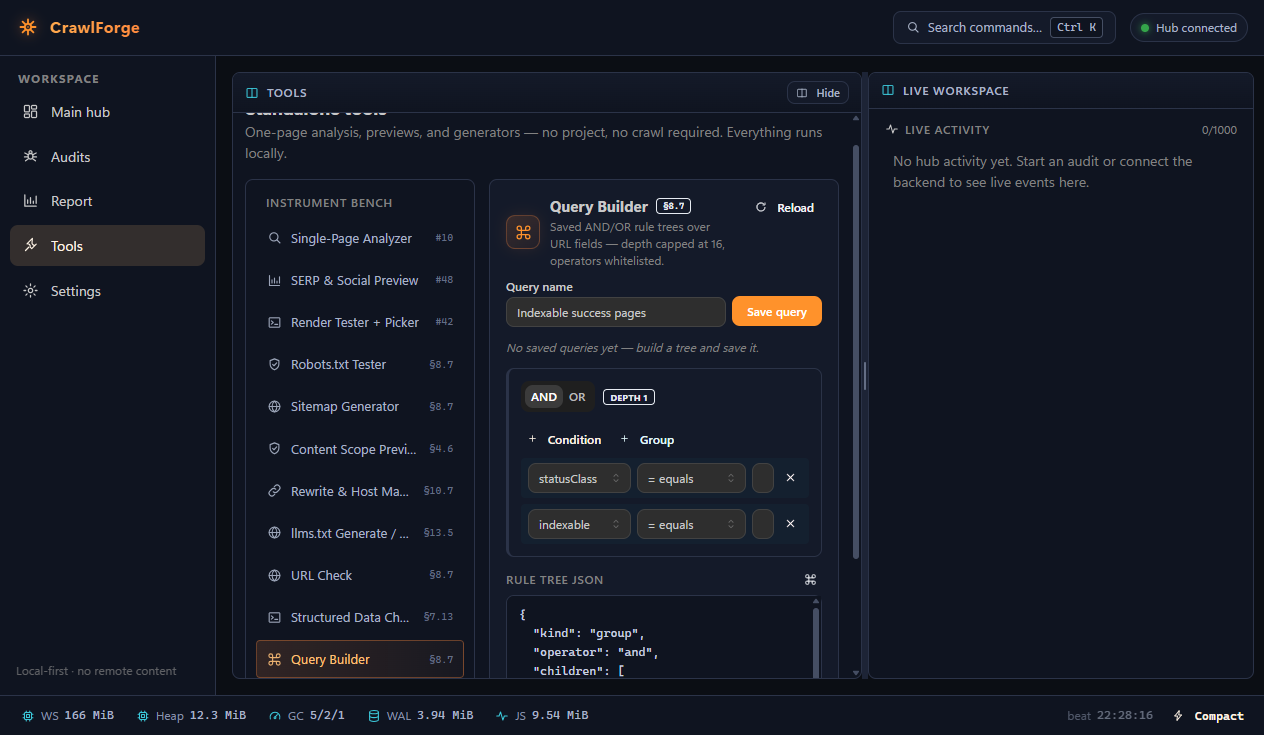 CrawlForge
Search commands... Ctrl K
Hub connected
WORKSPACE
Main hub
Audits
Report
Tools
Settings
Local-first · no remote content
TOOLS
Hide
Standalone tools
One-page analysis, previews, and generators — no project, no crawl required. Everything runs
locally.
INSTRUMENT BENCH
Single-Page Analyzer #10
SERP & Social Preview #48
Render Tester + Picker #42
Robots.txt Tester §8.7
Sitemap Generator §8.7
Content Scope Previ... §4.6
Rewrite & Host Ma... §10.7
llms.txt Generate / ... §13.5
URL Check §8.7
Structured Data Ch... §7.13
Query Builder §8.7
Query Builder §8.7
Reload
Saved AND/OR rule trees over
URL fields — depth capped at 16,
operators whitelisted.
Query name
Indexable success pages
Save query
No saved queries yet — build a tree and save it.
AND OR DEPTH 1
+ Condition + Group
statusClass = equals ×
indexable = equals ×
RULE TREE JSON
{
"kind": "group",
"operator": "and",
"children": [
LIVE WORKSPACE
LIVE ACTIVITY 0/1000
No hub activity yet. Start an audit or connect the
backend to see live events here.
WS 166 MiB Heap 12.3 MiB GC 5/2/1 WAL 3.94 MiB JS 9.54 MiB
beat 22:28:16 Compact